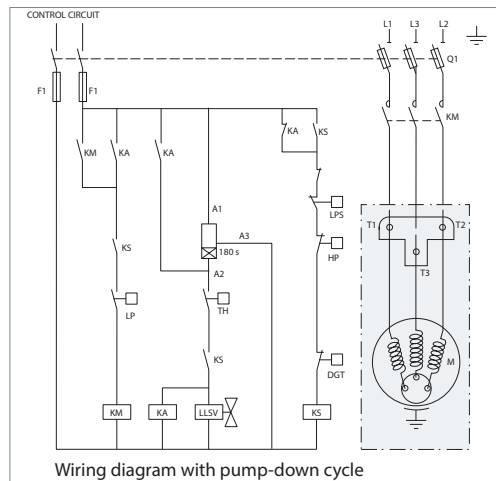 CONTROL CIRCUIT
L1 L3 L2
Q1
F1 F1
KM
KA KS
KM KA KA
LPS
A1
T1 T2
KS A3
180 s HP
T3
A2
LP TH
KS
M
DGT
KM KA LLSV KS
Wiring diagram with pump-down cycle